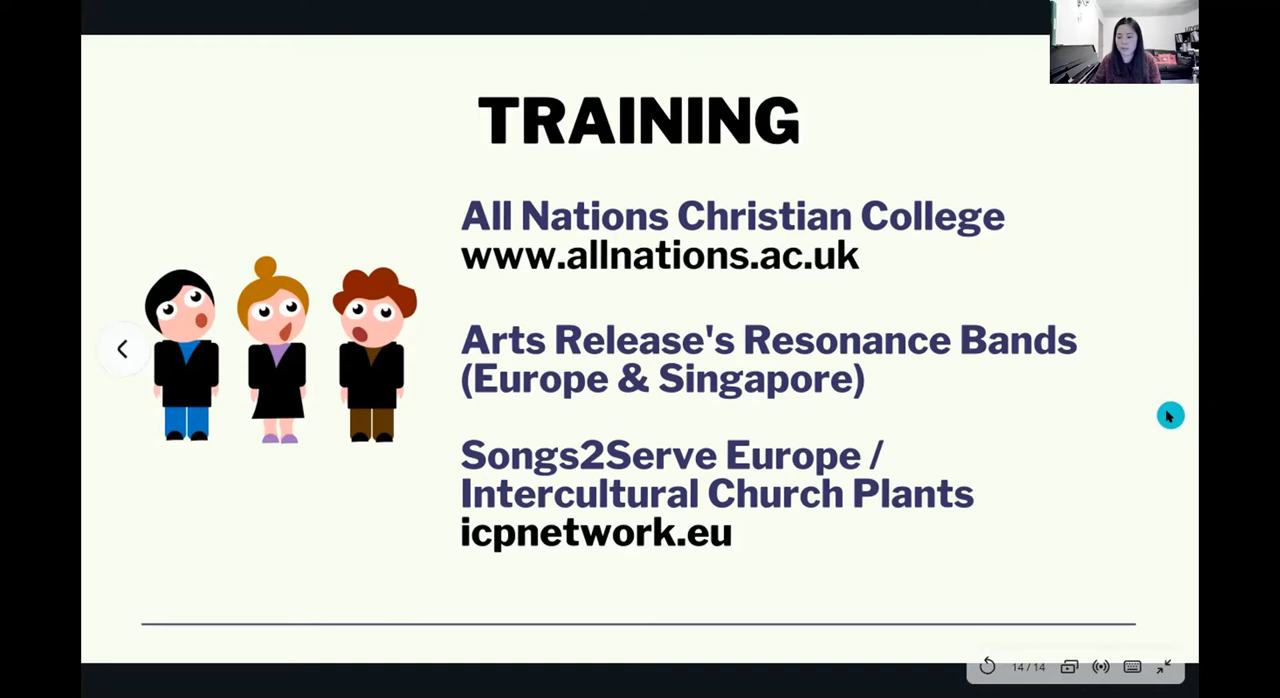 TRAINING
All Nations Christian College
www.allnations.ac.uk
Arts Release's Resonance Bands
(Europe & Singapore)
Songs2Serve Europe /
Intercultural Church Plants
icpnetwork.eu
14/14